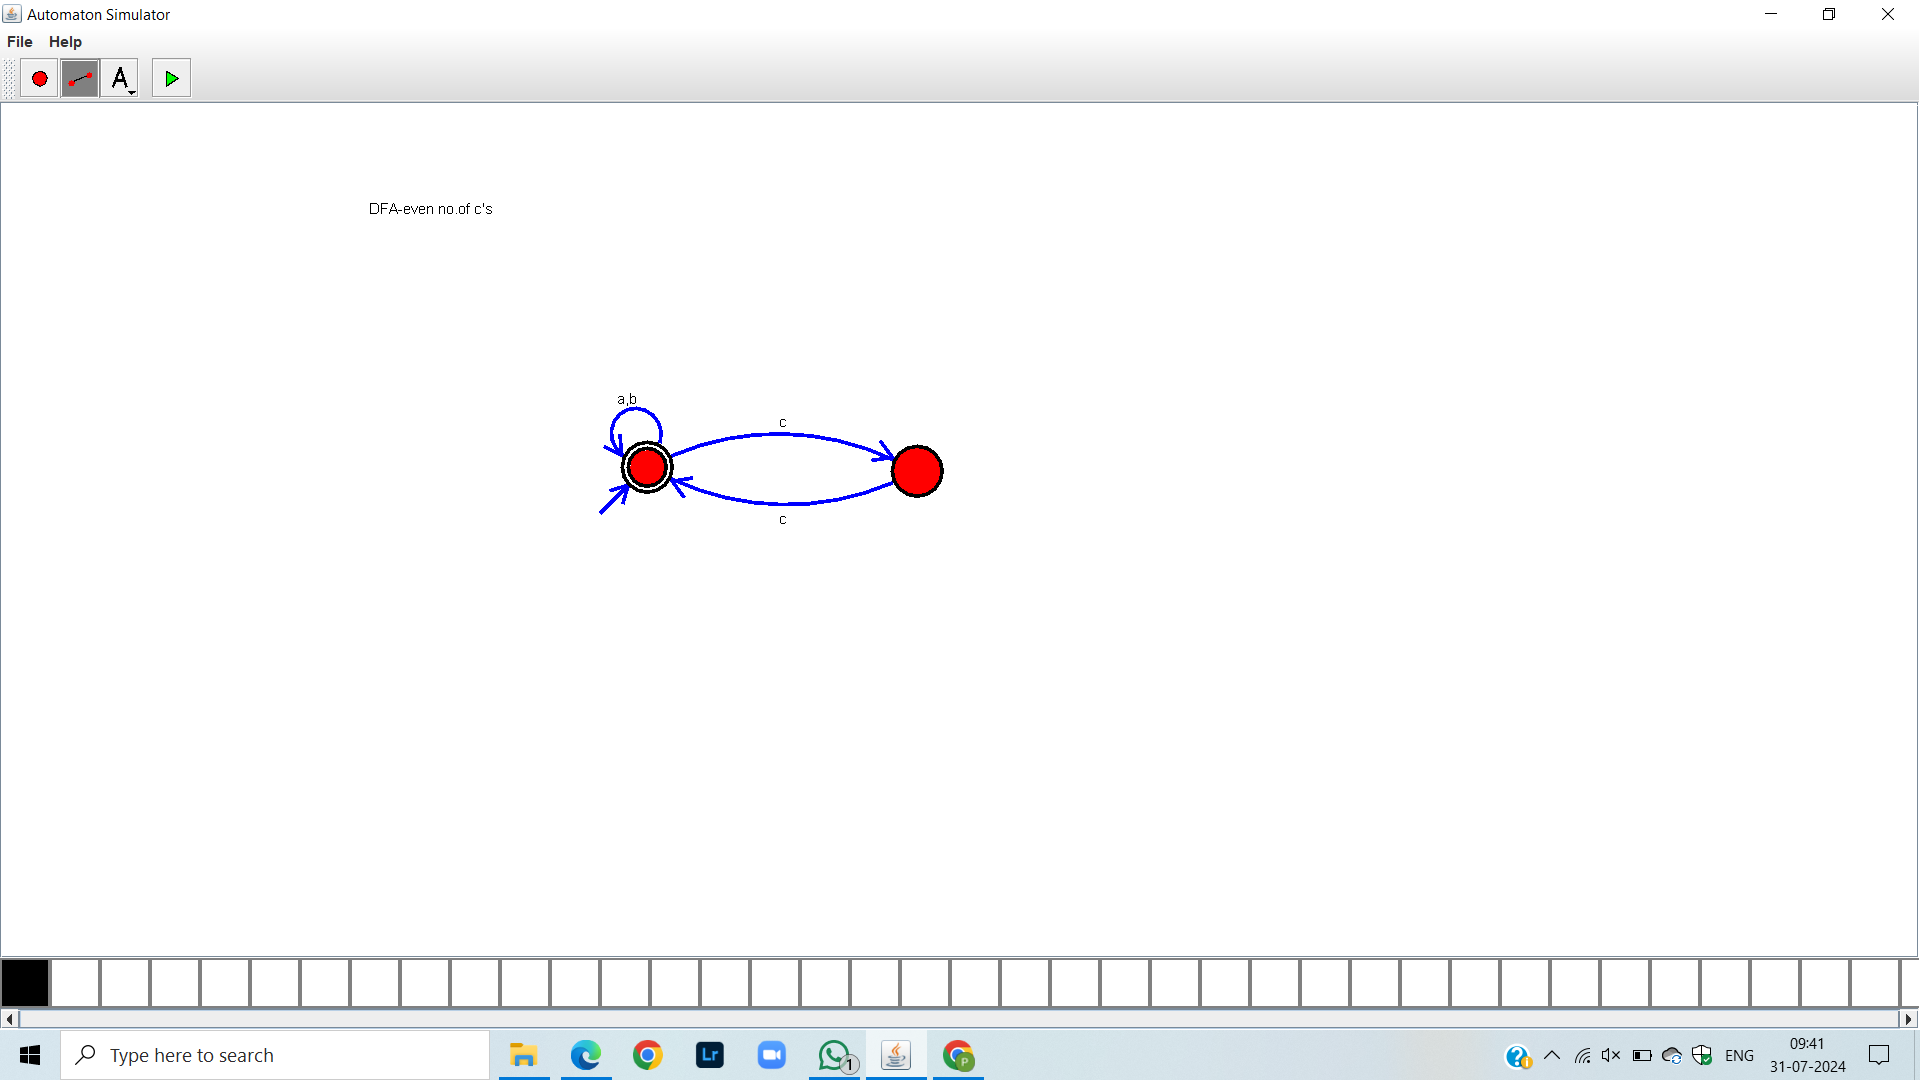 Automaton Simulator
File Help
A
DFA-even no.of c's
a,b
c
c
Type here to search
Lr
1
P
ENG
09:41
31-07-2024